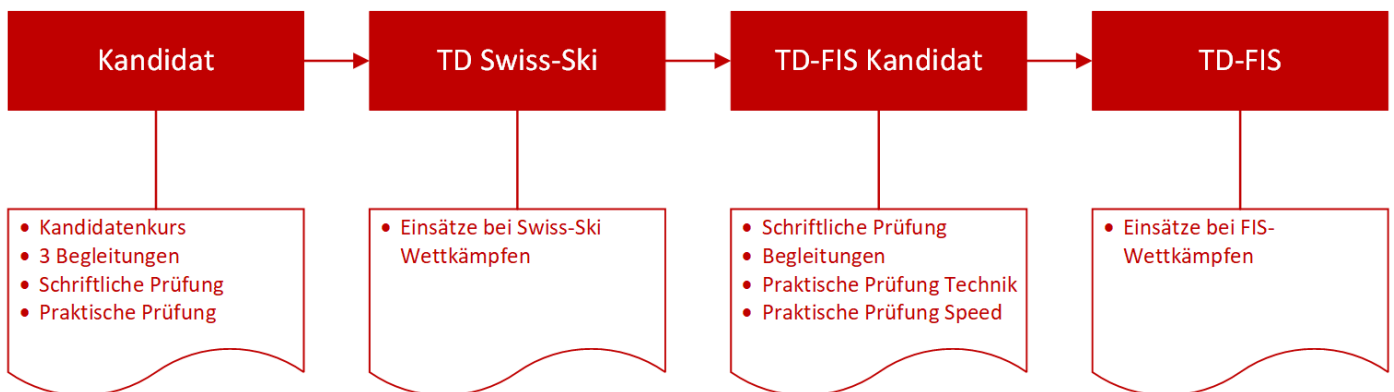 Kandidat
TD Swiss-Ski
TD-FIS Kandidat
TD-FIS
• Kandidatenkurs
• 3 Begleitungen
• Schriftliche Prüfung
• Praktische Prüfung
• Einsätze bei Swiss-Ski
Wettkämpfen
• Schriftliche Prüfung
• Begleitungen
• Praktische Prüfung Technik
• Praktische Prüfung Speed
• Einsätze bei FIS-
Wettkämpfen